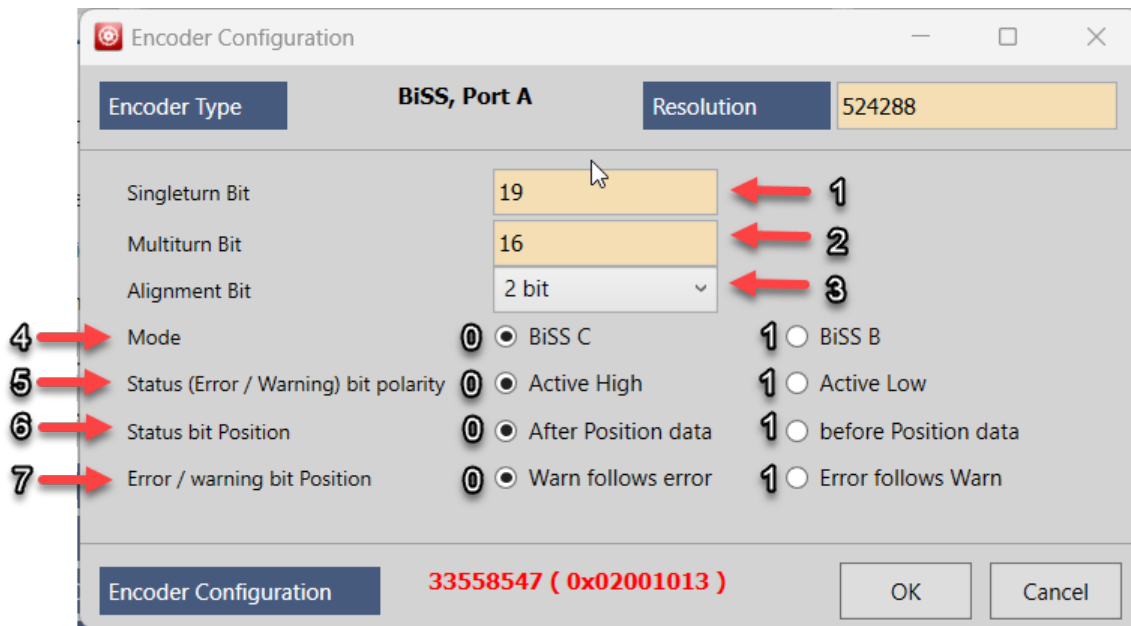 Encoder Configuration
Encoder Type BiSS, Port A Resolution 524288
Singleturn Bit 19 1
Multiturn Bit 16 2
Alignment Bit 2 bit 3
4 Mode 0 BiSS C 1 BiSS B
5 Status (Error / Warning) bit polarity 0 Active High 1 Active Low
6 Status bit Position 0 After Position data 1 before Position data
7 Error / warning bit Position 0 Warn follows error 1 Error follows Warn
Encoder Configuration 33558547 ( 0x02001013 ) OK Cancel